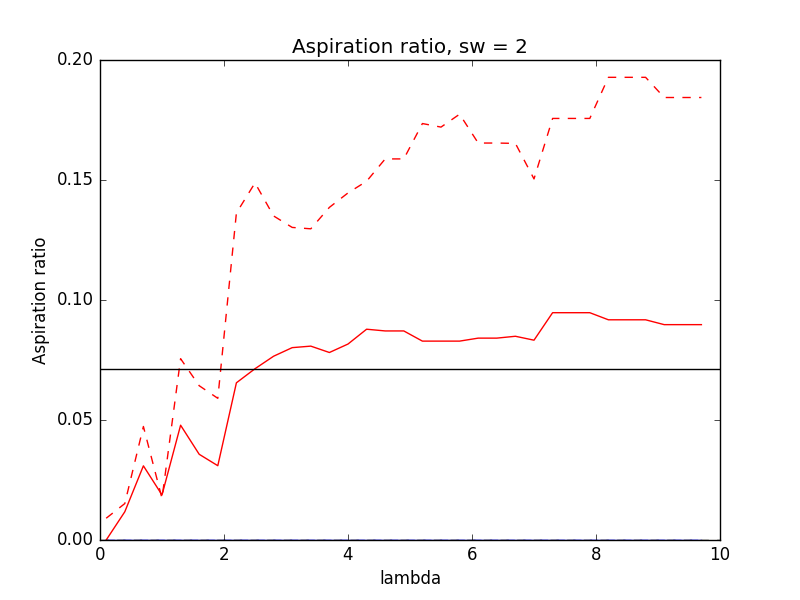 Aspiration ratio, sw = 2
0.20
0.15
0.10
0.05
0.00
Aspiration ratio
0 2 4 6 8 10
lambda